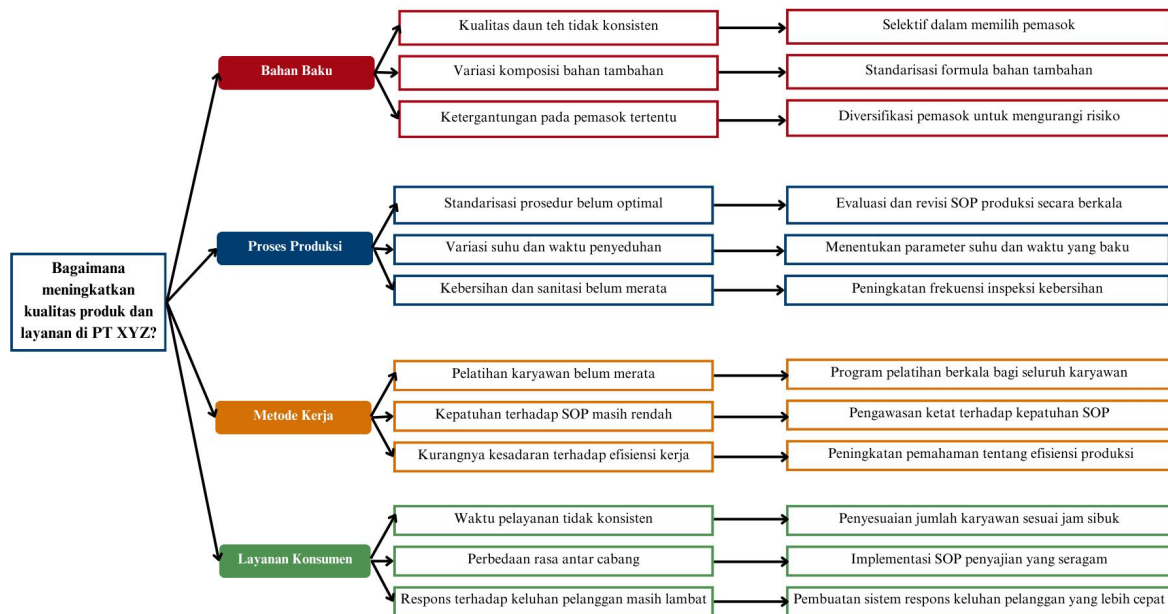 Bagaimana
meningkatkan
kualitas produk dan
layanan di PT XYZ?
Bahan Baku
Kualitas daun teh tidak konsisten
Selektif dalam memilih pemasok
Variasi komposisi bahan tambahan
Standarisasi formula bahan tambahan
Ketergantungan pada pemasok tertentu
Diversifikasi pemasok untuk mengurangi risiko
Proses Produksi
Standarisasi prosedur belum optimal
Evaluasi dan revisi SOP produksi secara berkala
Variasi suhu dan waktu penyeduhan
Menentukan parameter suhu dan waktu yang baku
Kebersihan dan sanitasi belum merata
Peningkatan frekuensi inspeksi kebersihan
Metode Kerja
Pelatihan karyawan belum merata
Program pelatihan berkala bagi seluruh karyawan
Kepatuhan terhadap SOP masih rendah
Pengawasan ketat terhadap kepatuhan SOP
Kurangnya kesadaran terhadap efisiensi kerja
Peningkatan pemahaman tentang efisiensi produksi
Layanan Konsumen
Waktu pelayanan tidak konsisten
Penyesuaian jumlah karyawan sesuai jam sibuk
Perbedaan rasa antar cabang
Implementasi SOP penyajian yang seragam
Respons terhadap keluhan pelanggan masih lambat
Pembuatan sistem respons keluhan pelanggan yang lebih cepat